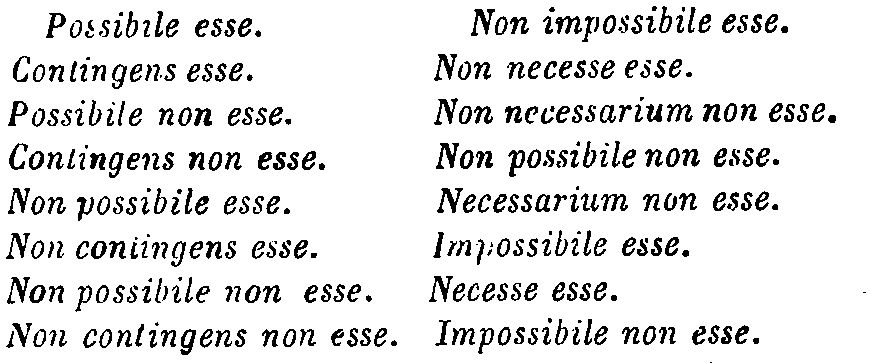 Possibile esse. Non impossibile esse.
Contingens esse. Non necesse esse.
Possibile non esse. Non necessarium non esse.
Contingens non esse. Non possibile non esse.
Non possibile esse. Necessarium non esse.
Non contingens esse. Impossibile esse.
Non possibile non esse. Necesse esse.
Non contingens non esse. Impossibile non esse.